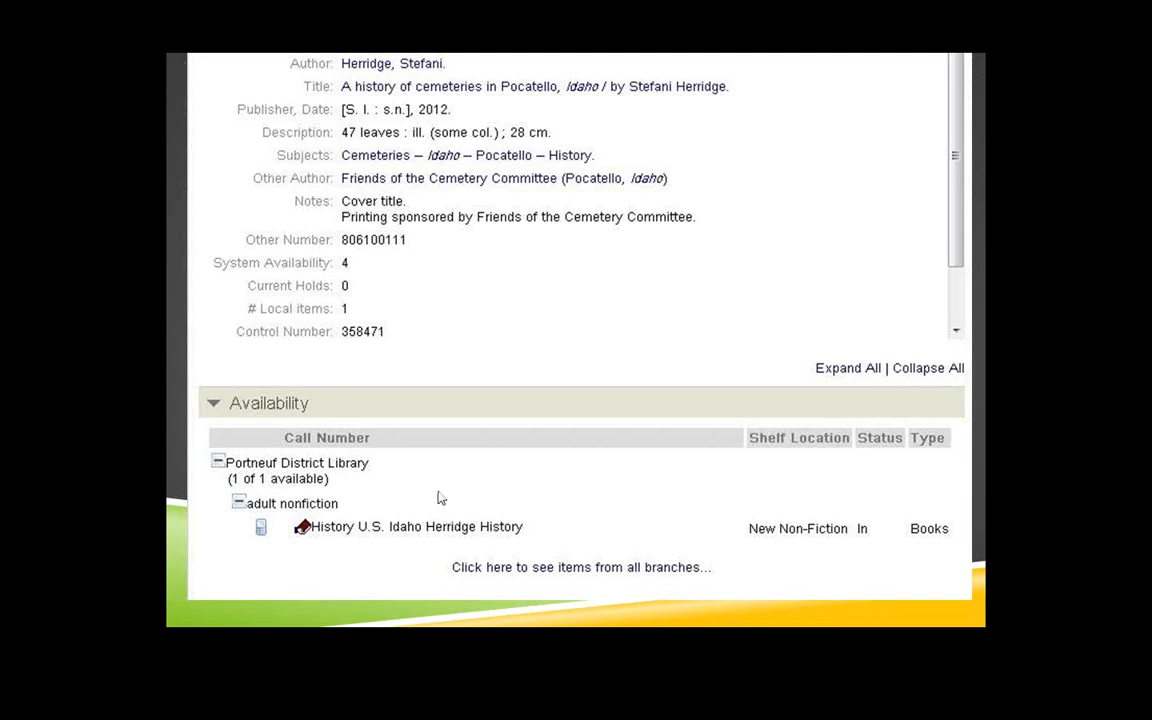 Author: Herridge, Stefani.
Title: A history of cemeteries in Pocatello, Idaho / by Stefani Herridge.
Publisher, Date: [S. l. : s.n.], 2012.
Description: 47 leaves : ill. (some col.) ; 28 cm.
Subjects: Cemeteries – Idaho – Pocatello – History.
Other Author: Friends of the Cemetery Committee (Pocatello, Idaho)
Notes: Cover title.
Printing sponsored by Friends of the Cemetery Committee.
Other Number: 806100111
System Availability: 4
Current Holds: 0
# Local items: 1
Control Number: 358471
Expand All | Collapse All
Availability
Call Number Shelf Location Status Type
Portneuf District Library
(1 of 1 available)
adult nonfiction
History U.S. Idaho Herridge History New Non-Fiction In Books
Click here to see items from all branches...